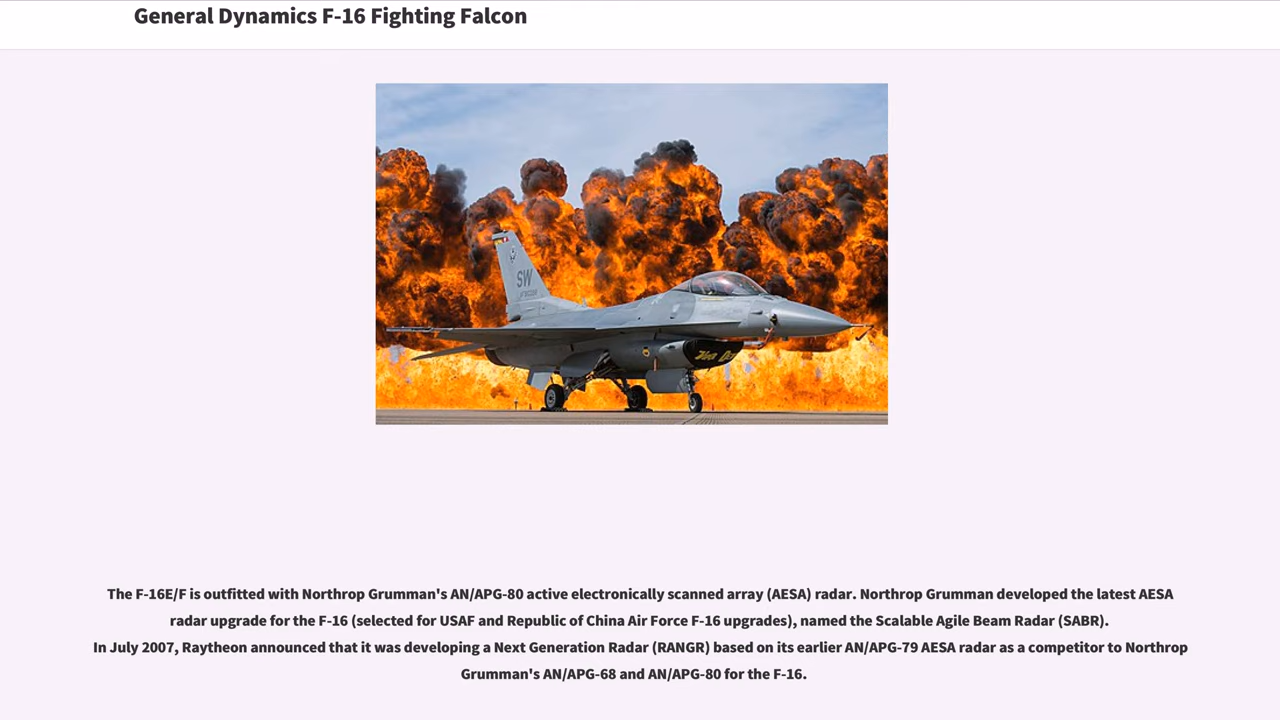 General Dynamics F-16 Fighting Falcon
SW
The F-16E/F is outfitted with Northrop Grumman's AN/APG-80 active electronically scanned array (AESA) radar. Northrop Grumman developed the latest AESA
radar upgrade for the F-16 (selected for USAF and Republic of China Air Force F-16 upgrades), named the Scalable Agile Beam Radar (SABR).
In July 2007, Raytheon announced that it was developing a Next Generation Radar (RANGR) based on its earlier AN/APG-79 AESA radar as a competitor to Northrop
Grumman's AN/APG-68 and AN/APG-80 for the F-16.